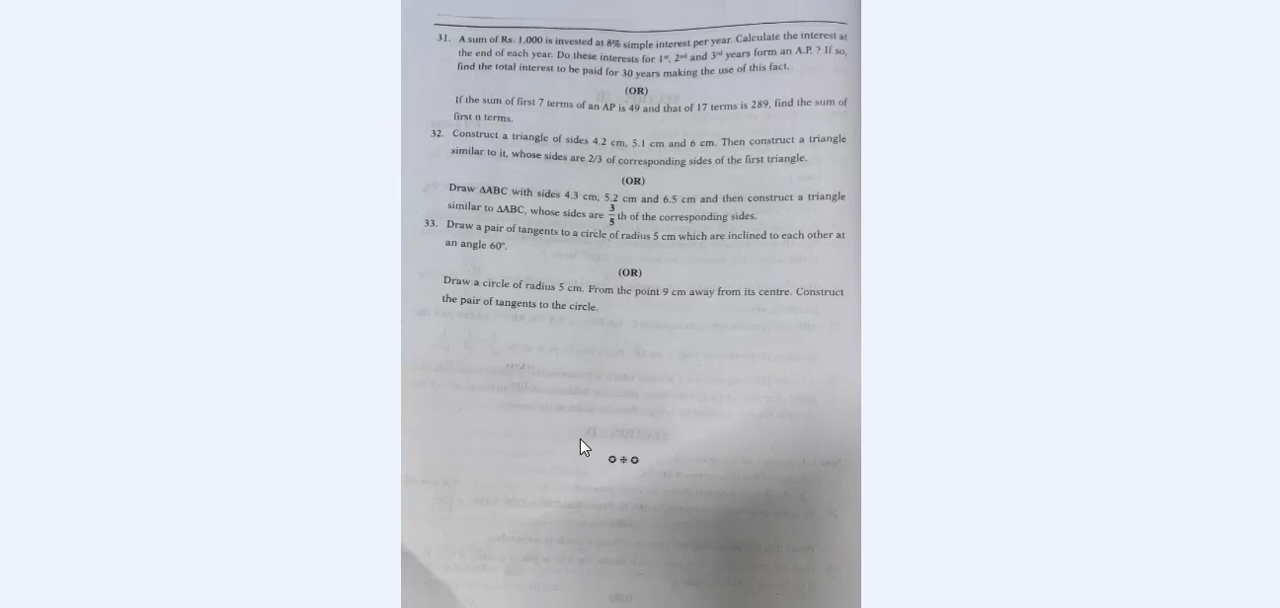 31. A sum of Rs. 1,000 is invested at 8% simple interest per year. Calculate the interest at
the end of each year. Do these interests for 1st, 2nd and 3rd years form an A.P. ? If so,
find the total interest to be paid for 30 years making the use of this fact.
(OR)
If the sum of first 7 terms of an AP is 49 and that of 17 terms is 289, find the sum of
first n terms.
32. Construct a triangle of sides 4.2 cm, 5.1 cm and 6 cm. Then construct a triangle
similar to it, whose sides are 2/3 of corresponding sides of the first triangle.
(OR)
Draw ΔABC with sides 4.3 cm, 5.2 cm and 6.5 cm and then construct a triangle
similar to ΔABC, whose sides are 3/5 th of the corresponding sides.
33. Draw a pair of tangents to a circle of radius 5 cm which are inclined to each other at
an angle 60°.
(OR)
Draw a circle of radius 5 cm. From the point 9 cm away from its centre. Construct
the pair of tangents to the circle.